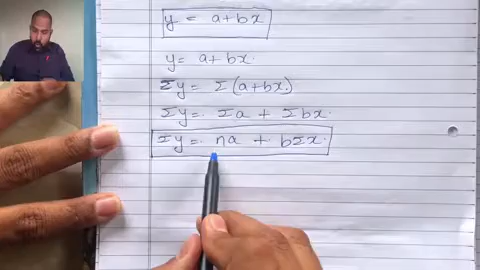 y = a+bx
y= a+bx.
Σy= Σ(a+bx)
Σy= Σa + Σbx.
Σy= na + bΣx.